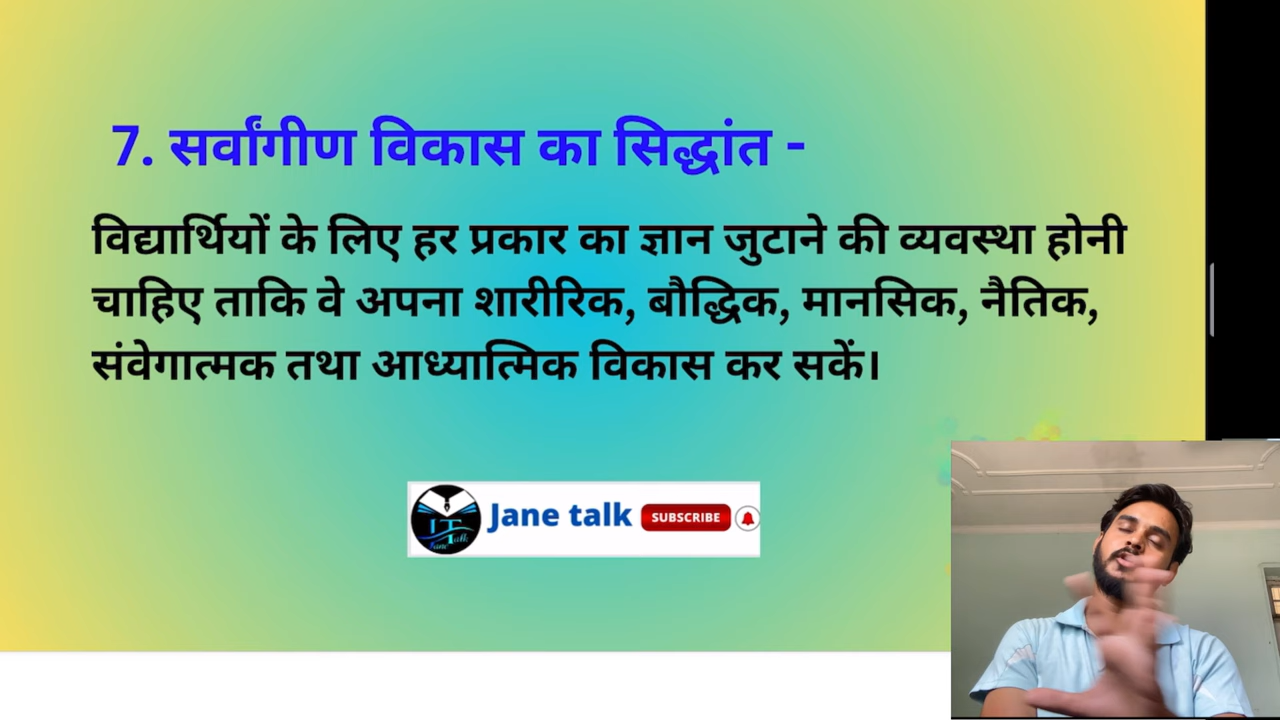 7. सर्वांगीण विकास का सिद्धांत -
विद्यार्थियों के लिए हर प्रकार का ज्ञान जुटाने की व्यवस्था होनी
चाहिए ताकि वे अपना शारीरिक, बौद्धिक, मानसिक, नैतिक,
संवेगात्मक तथा आध्यात्मिक विकास कर सकें।
Jane talk SUBSCRIBE